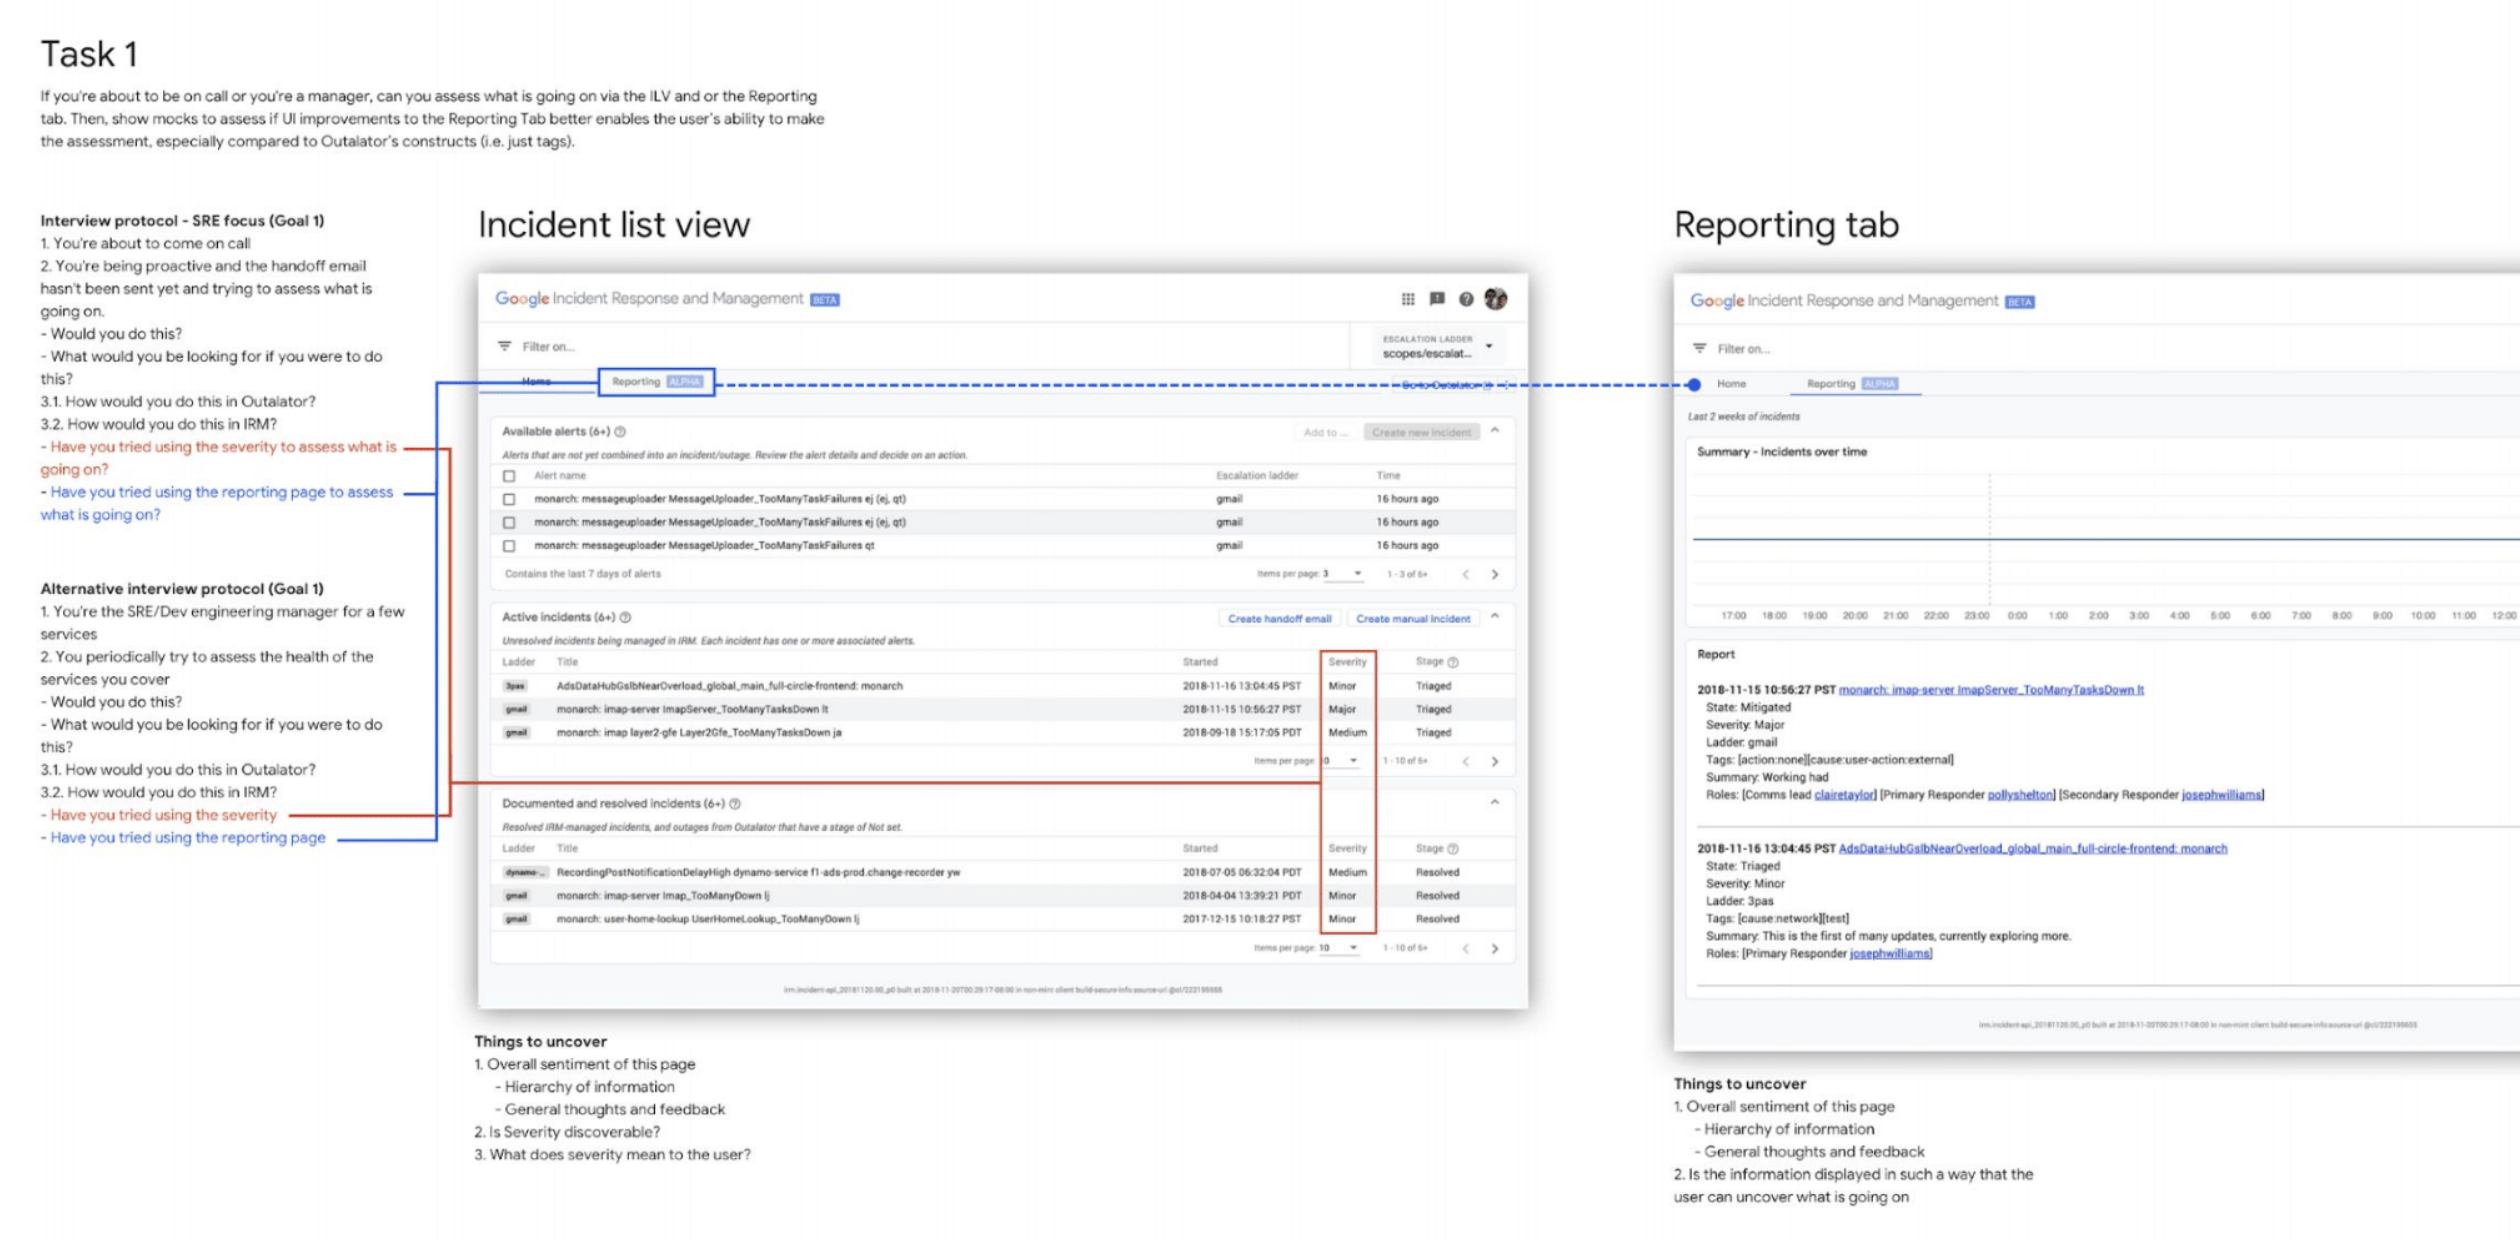 Task 1
If you're about to be on call or you're a manager, can you assess what is going on via the ILV and or the Reporting
tab. Then, show mocks to assess if UI improvements to the Reporting Tab better enables the user's ability to make
the assessment, especially compared to Outalator's constructs (i.e. just tags).
Interview protocol - SRE focus (Goal 1)
1. You're about to come on call
2. You're being proactive and the handoff email
hasn't been sent yet and trying to assess what is
going on.
- Would you do this?
- What would you be looking for if you were to do
this?
3.1. How would you do this in Outalator?
3.2. How would you do this in IRM?
- Have you tried using the severity to assess what is
going on?
- Have you tried using the reporting page to assess
what is going on?
Alternative interview protocol (Goal 1)
1. You're the SRE/Dev engineering manager for a few
services
2. You periodically try to assess the health of the
services you cover
- Would you do this?
- What would you be looking for if you were to do
this?
3.1. How would you do this in Outalator?
3.2. How would you do this in IRM?
- Have you tried using the severity
- Have you tried using the reporting page
Incident list view
Google Incident Response and Management BETA
Filter on...
ESCALATION LADDER
scopes/escalat...
Home
Reporting ALPHA
Go to Outalator
Available alerts (6+)
Add to ...
Create new incident
Alerts that are not yet combined into an incident/outage. Review the alert details and decide on an action.
Alert name Escalation ladder Time
monarch: messageuploader MessageUploader_TooManyTaskFailures ej (ej, qt) gmail 16 hours ago
monarch: messageuploader MessageUploader_TooManyTaskFailures ej (ej, qt) gmail 16 hours ago
monarch: messageuploader MessageUploader_TooManyTaskFailures qt gmail 16 hours ago
Contains the last 7 days of alerts Items per page: 3 1 - 3 of 6+
Active incidents (6+) Create handoff email Create manual incident
Unresolved incidents being managed in IRM. Each incident has one or more associated alerts.
Ladder Title Started Severity Stage
3pas AdsDataHubGslbNearOverload_global_main_full-circle-frontend: monarch 2018-11-16 13:04:45 PST Minor Triaged
gmail monarch: imap-server ImapServer_TooManyTasksDown lt 2018-11-15 10:56:27 PST Major Triaged
gmail monarch: imap layer2-gfe Layer2Gfe_TooManyTasksDown ja 2018-09-18 15:17:05 PDT Medium Triaged
Items per page 0 1 - 10 of 6+
Documented and resolved incidents (6+)
Resolved IRM-managed incidents, and outages from Outalator that have a stage of Not set.
Ladder Title Started Severity Stage
dynamo-... RecordingPostNotificationDelayHigh dynamo-service f1-ads-prod.change-recorder yw 2018-07-05 06:32:04 PDT Medium Resolved
gmail monarch: imap-server Imap_TooManyDown lj 2018-04-04 13:39:21 PDT Minor Resolved
gmail monarch: user-home-lookup UserHomeLookup_TooManyDown lj 2017-12-15 10:18:27 PST Minor Resolved
Items per page: 10 1 - 10 of 6+
Things to uncover
1. Overall sentiment of this page
- Hierarchy of information
- General thoughts and feedback
2. Is Severity discoverable?
3. What does severity mean to the user?
Reporting tab
Google Incident Response and Management BETA
Filter on...
Home Reporting ALPHA
Last 2 weeks of incidents
Summary - Incidents over time
17:00 18:00 19:00 20:00 21:00 22:00 23:00 0:00 1:00 2:00 3:00 4:00 5:00 6:00 7:00 8:00 9:00 10:00 11:00 12:00
Report
2018-11-15 10:56:27 PST monarch: imap-server ImapServer_TooManyTasksDown lt
State: Mitigated
Severity: Major
Ladder: gmail
Tags: [action:none][cause:user-action:external]
Summary: Working had
Roles: [Comms lead clairetaylor] [Primary Responder pollyshelton] [Secondary Responder josephwilliams]
2018-11-16 13:04:45 PST AdsDataHubGslbNearOverload_global_main_full-circle-frontend: monarch
State: Triaged
Severity: Minor
Ladder: 3pas
Tags: [cause:network][test]
Summary: This is the first of many updates, currently exploring more.
Roles: [Primary Responder josephwilliams]
Things to uncover
1. Overall sentiment of this page
- Hierarchy of information
- General thoughts and feedback
2. Is the information displayed in such a way that the
user can uncover what is going on